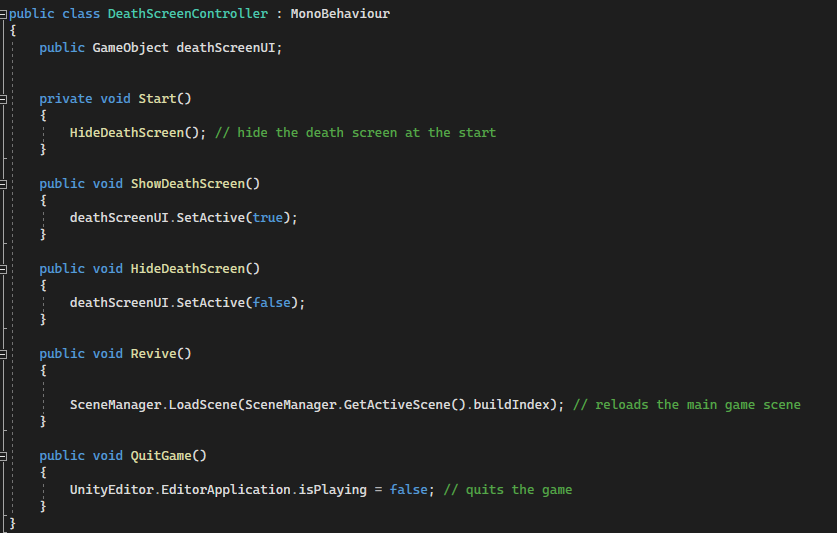 public class DeathScreenController : MonoBehaviour
{
public GameObject deathScreenUI;
private void Start()
{
HideDeathScreen(); // hide the death screen at the start
}
public void ShowDeathScreen()
{
deathScreenUI.SetActive(true);
}
public void HideDeathScreen()
{
deathScreenUI.SetActive(false);
}
public void Revive()
{
SceneManager.LoadScene(SceneManager.GetActiveScene().buildIndex); // reloads the main game scene
}
public void QuitGame()
{
UnityEditor.EditorApplication.isPlaying = false; // quits the game
}
}